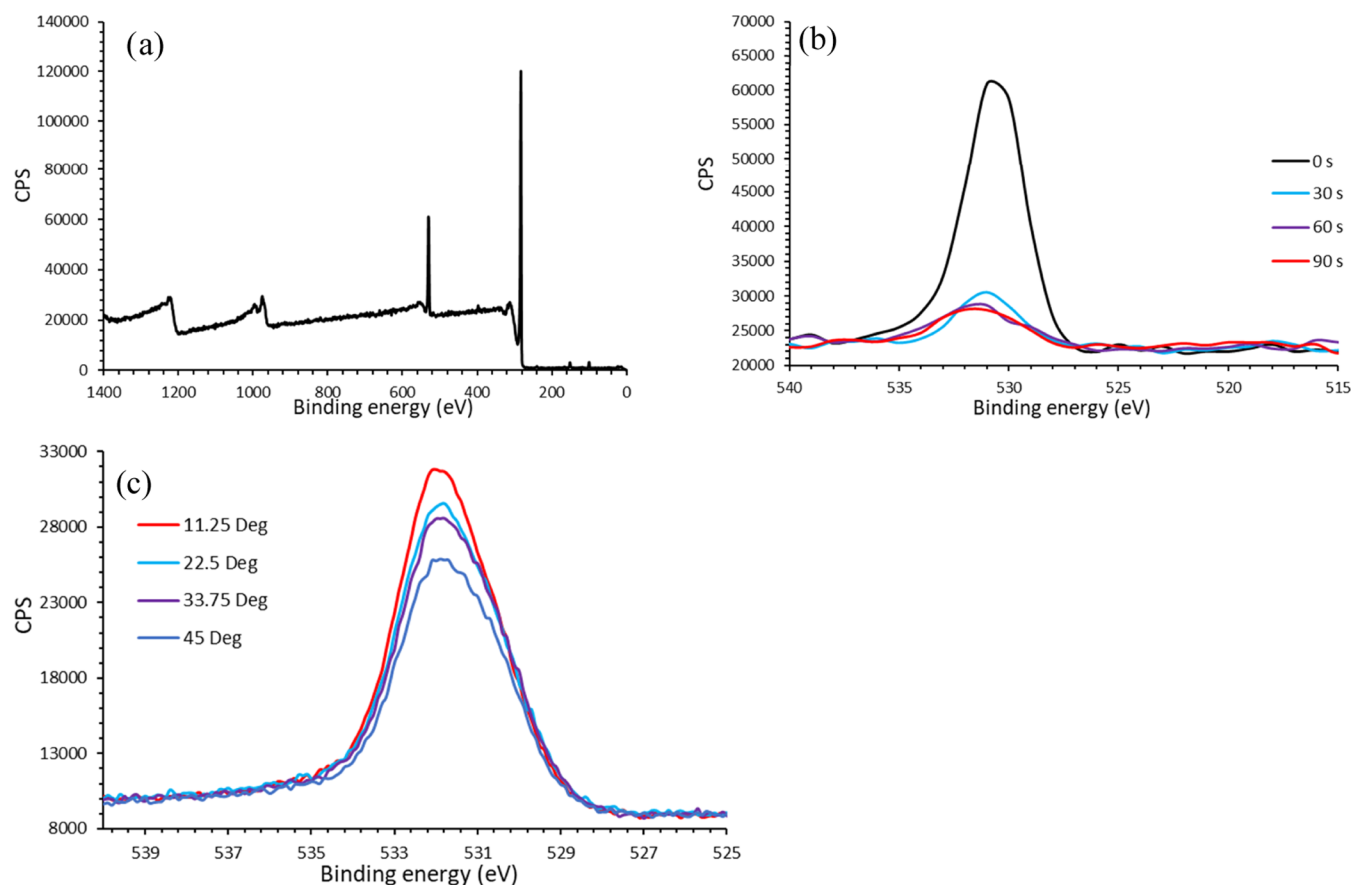 (a)
140000
120000
100000
80000
60000
40000
20000
0
CPS
1400 1200 1000 800 600 400 200 0
Binding energy (eV)
(b)
70000
65000
60000
55000
50000
45000
40000
35000
30000
25000
20000
CPS
540 535 530 525 520 515
Binding energy (eV)
0 s
30 s
60 s
90 s
(c)
33000
28000
23000
18000
13000
8000
CPS
11.25 Deg
22.5 Deg
33.75 Deg
45 Deg
539 537 535 533 531 529 527 525
Binding energy (eV)